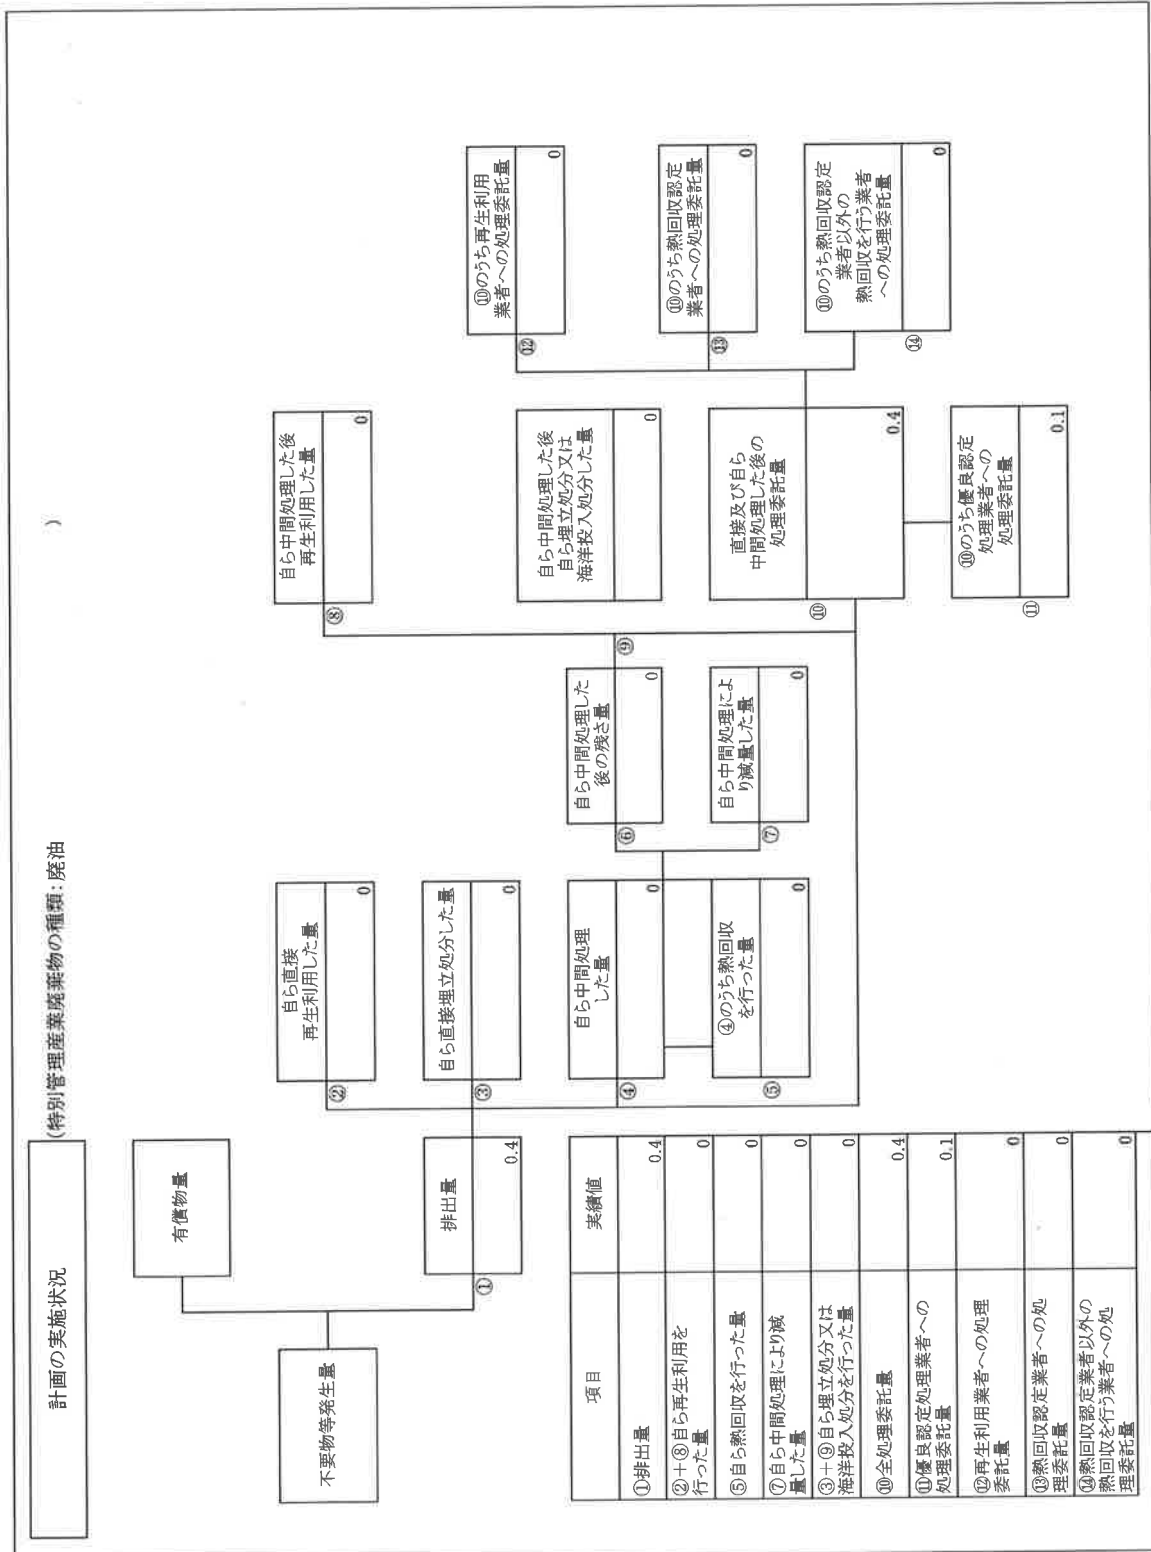 計画の実施状況
(特別管理産業廃棄物の種類:廃油
)
不要物等発生量
有償物量
排出量
①
0.4
自ら直接
再生利用した量
②
0
自ら直接埋立処分した量
③
0
自ら中間処理
した量
④
0
④のうち熱回収
を行った量
⑤
0
自ら中間処理した
後の残さ量
⑥
0
自ら中間処理によ
り減量した量
⑦
0
自ら中間処理した後
再生利用した量
⑧
0
自ら中間処理した後
自ら埋立処分又は
海洋投入処分した量
⑨
0
直接及び自ら
中間処理した後の
処理委託量
⑩
0.4
⑩のうち優良認定
処理業者への
処理委託量
⑪
0.1
⑩のうち再生利用
業者への処理委託量
⑫
0
⑩のうち熱回収認定
業者への処理委託量
⑬
0
⑩のうち熱回収認定
業者以外の
熱回収を行う業者
への処理委託量
⑭
0
項目 実績値
①排出量 0.4
②+⑧自ら再生利用を
行った量 0
⑤自ら熱回収を行った量 0
⑦自ら中間処理により減
量した量 0
③+⑨自ら埋立処分又は
海洋投入処分を行った量 0
⑩全処理委託量 0.4
⑪優良認定処理業者への
処理委託量 0.1
⑫再生利用業者への処理
委託量 0
⑬熱回収認定業者への処
理委託量 0
⑭熱回収認定業者以外の
熱回収を行う業者への処
理委託量 0